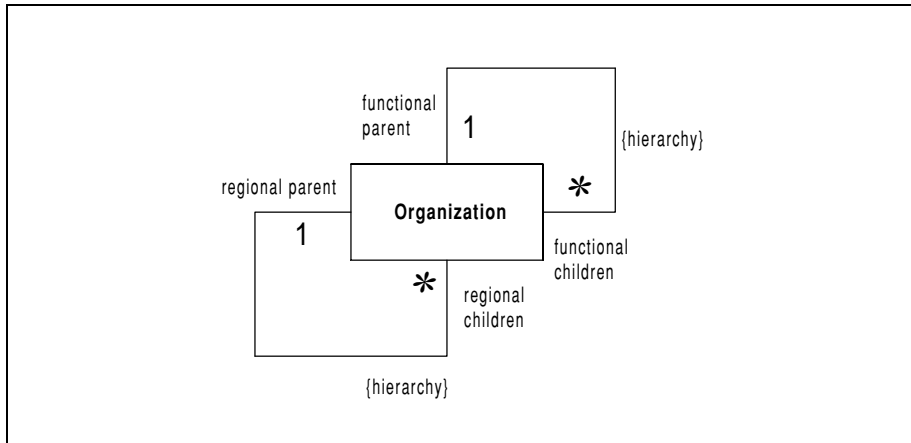 functional
parent
1
{hierarchy}
regional parent
*
Organization
1
functional
children
*
regional
children
{hierarchy}